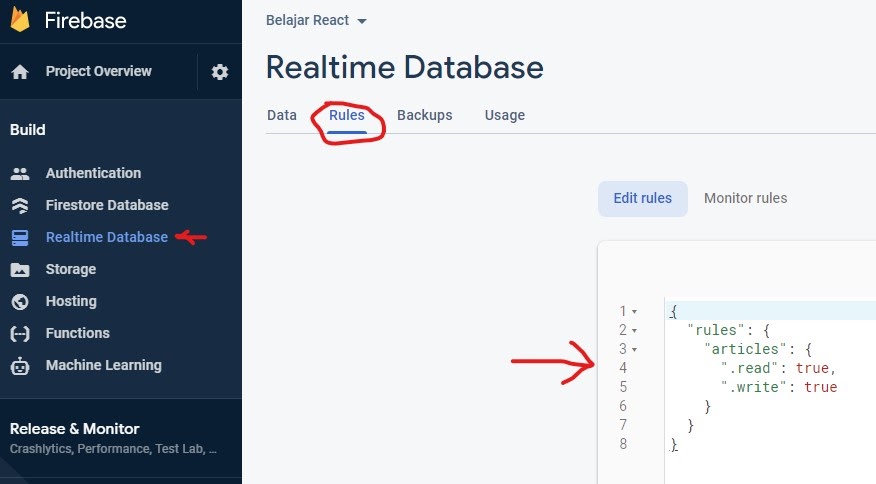 Firebase
Project Overview
Build
Authentication
Firestore Database
Realtime Database
Storage
Hosting
Functions
Machine Learning
Release & Monitor
Crashlytics, Performance, Test Lab, ...
Belajar React
Realtime Database
Data Rules Backups Usage
Edit rules Monitor rules
1 {
2 "rules": {
3 "articles": {
4 ".read": true,
5 ".write": true
6 }
7 }
8 }